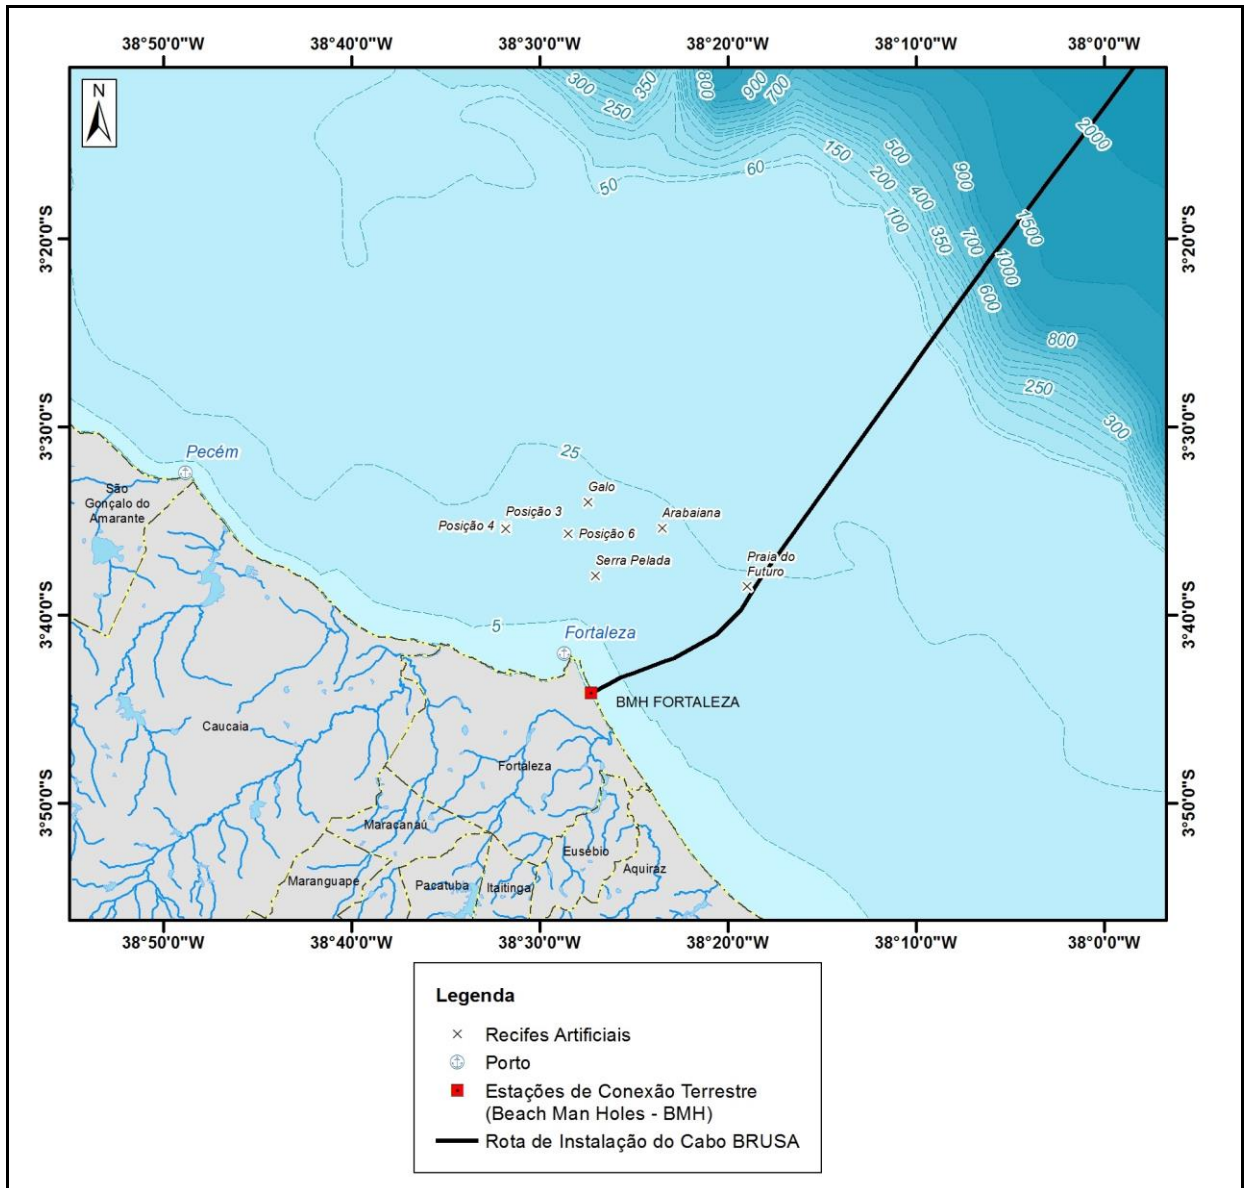 38°50'0"W 38°40'0"W 38°30'0"W 38°20'0"W 38°10'0"W 38°0'0"W
N
300
250
350
800
900
700
2000
50
60
150
500
200
400
100
900
350
700
1500
1000
600
800
250
300
3°20'0"S
3°20'0"S
3°30'0"S
3°30'0"S
Pecém
25
São
Gonçalo do
Amarante
Galo
Posição 3
Posição 4
Posição 6
Arabaiana
Serra Pelada
Praia do
Futuro
3°40'0"S
3°40'0"S
5
Fortaleza
BMH FORTALEZA
Caucaia
Fortaleza
3°50'0"S
3°50'0"S
Maracanaú
Eusébio
Maranguape
Pacatuba
Itaitinga
Aquiraz
38°50'0"W 38°40'0"W 38°30'0"W 38°20'0"W 38°10'0"W 38°0'0"W
Legenda
Recifes Artificiais
Porto
Estações de Conexão Terrestre
(Beach Man Holes - BMH)
Rota de Instalação do Cabo BRUSA